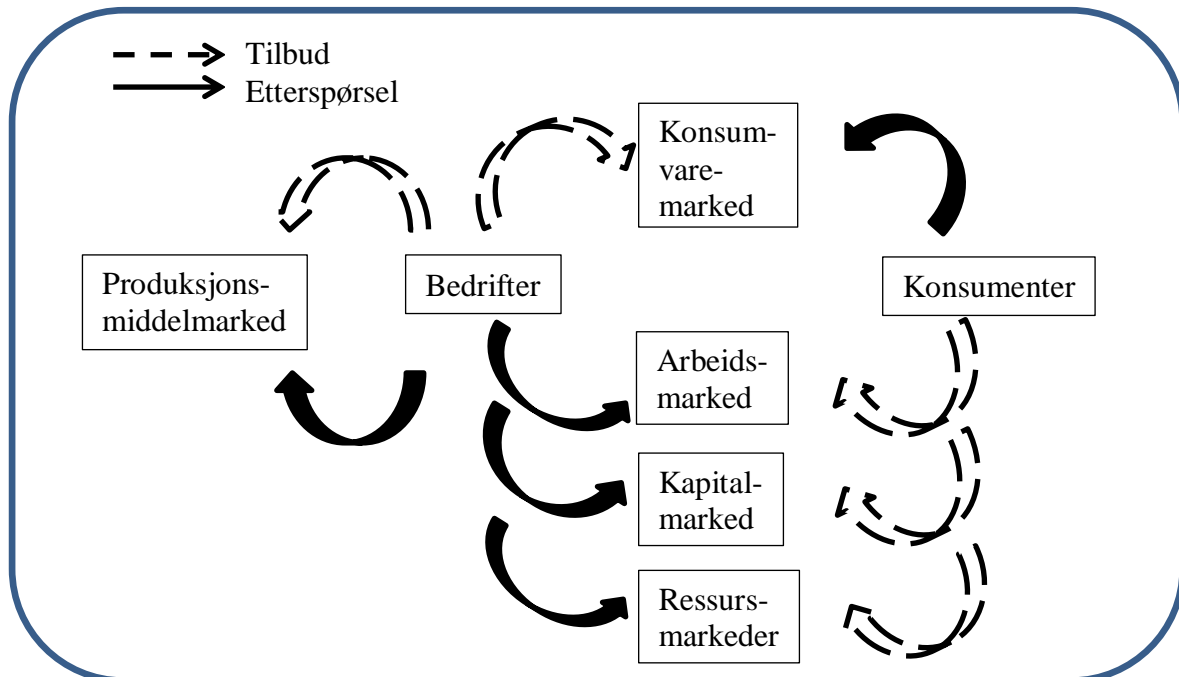 Tilbud
Etterspørsel
Konsum-
vare-
marked
Produksjons-
middelmarked
Bedrifter
Konsumenter
Arbeids-
marked
Kapital-
marked
Ressurs-
markeder